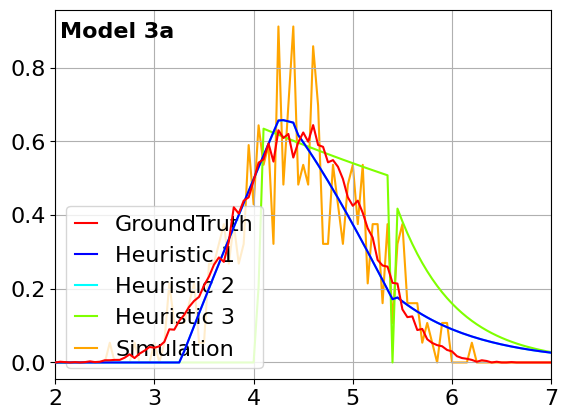 Model 3a
0.8
0.6
0.4
0.2
0.0
GroundTruth
Heuristic 1
Heuristic 2
Heuristic 3
Simulation
2 3 4 5 6 7